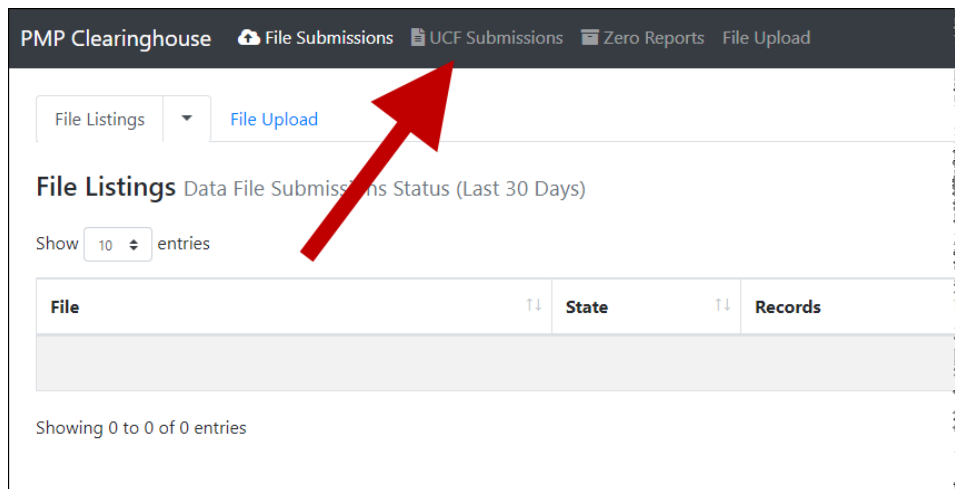 PMP Clearinghouse File Submissions UCF Submissions Zero Reports File Upload
File Listings File Upload
File Listings Data File Submissions Status (Last 30 Days)
Show 10 entries
File State Records
Showing 0 to 0 of 0 entries